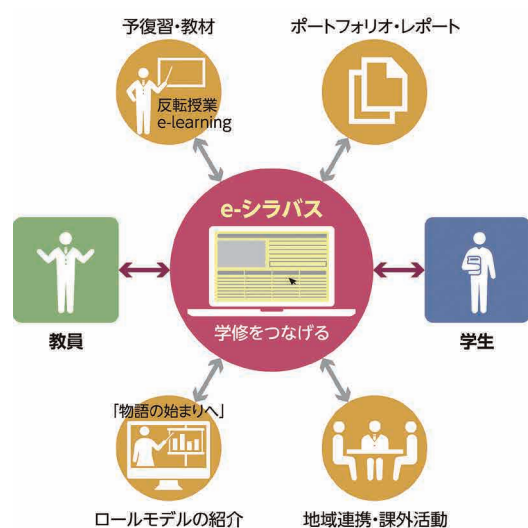 予復習・教材
ポートフォリオ・レポート
反転授業
e-learning
e-シラバス
学修をつなげる
教員
学生
「物語の始まりへ」
ロールモデルの紹介
地域連携・課外活動